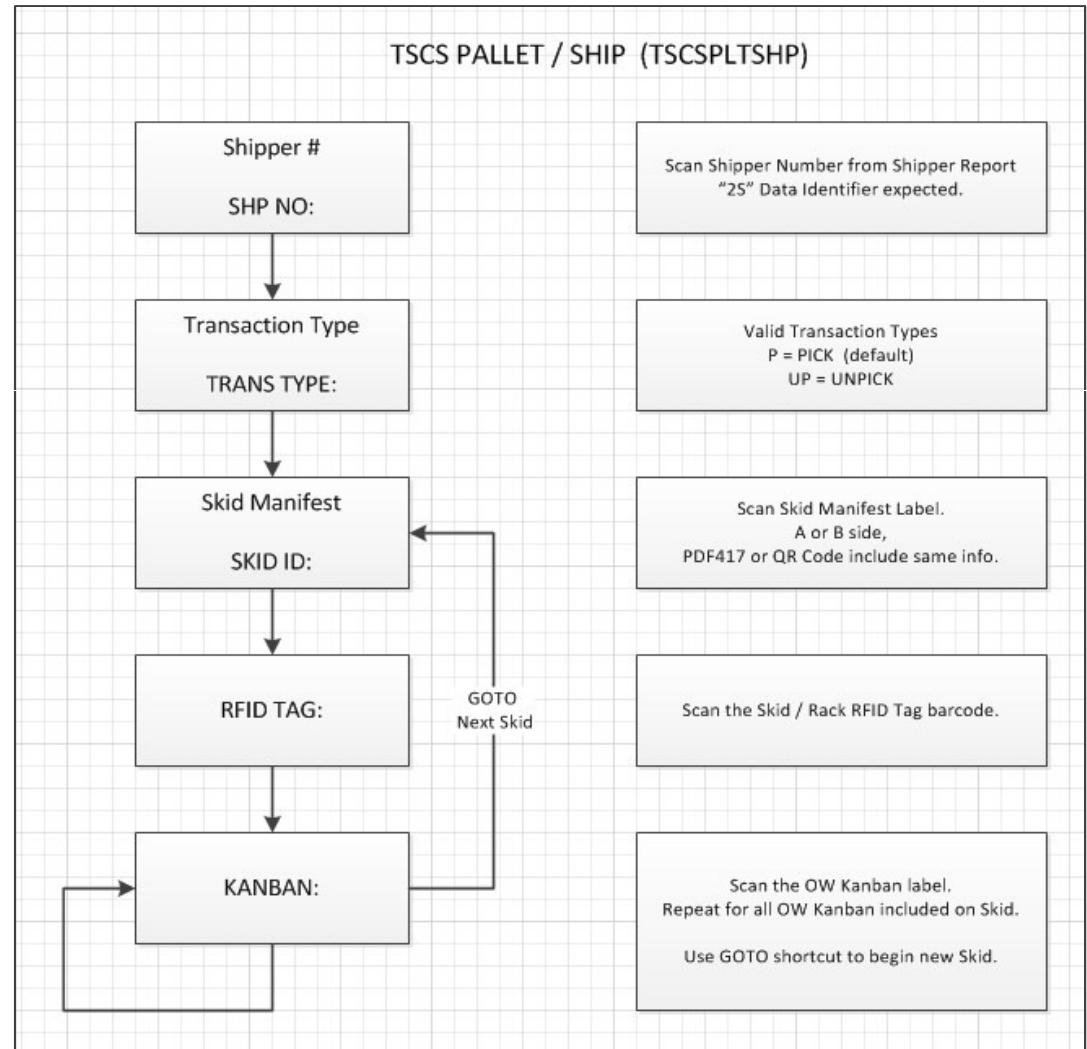 TSCS PALLET / SHIP (TSCSPLTSHP)
Shipper #
SHP NO:
Scan Shipper Number from Shipper Report
“2S” Data Identifier expected.
Transaction Type
TRANS TYPE:
Valid Transaction Types
P = PICK (default)
UP = UNPICK
Skid Manifest
SKID ID:
Scan Skid Manifest Label.
A or B side,
PDF417 or QR Code include same info.
RFID TAG:
GOTO
Next Skid
Scan the Skid / Rack RFID Tag barcode.
KANBAN:
Scan the OW Kanban label.
Repeat for all OW Kanban included on Skid.
Use GOTO shortcut to begin new Skid.